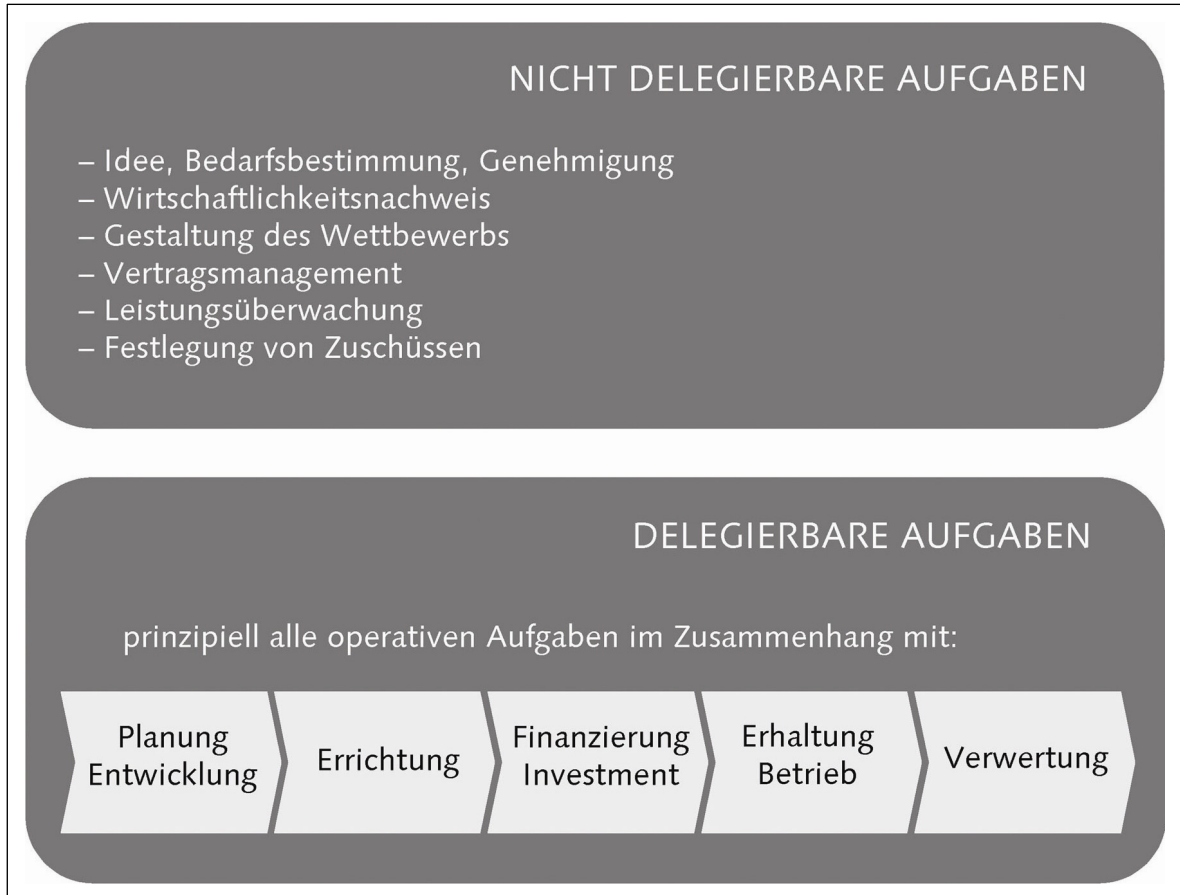 NICHT DELEGIERBARE AUFGABEN
– Idee, Bedarfsbestimmung, Genehmigung
– Wirtschaftlichkeitsnachweis
– Gestaltung des Wettbewerbs
– Vertragsmanagement
– Leistungsüberwachung
– Festlegung von Zuschüssen
DELEGIERBARE AUFGABEN
prinzipiell alle operativen Aufgaben im Zusammenhang mit:
Planung
Entwicklung
Errichtung
Finanzierung
Investment
Erhaltung
Betrieb
Verwertung